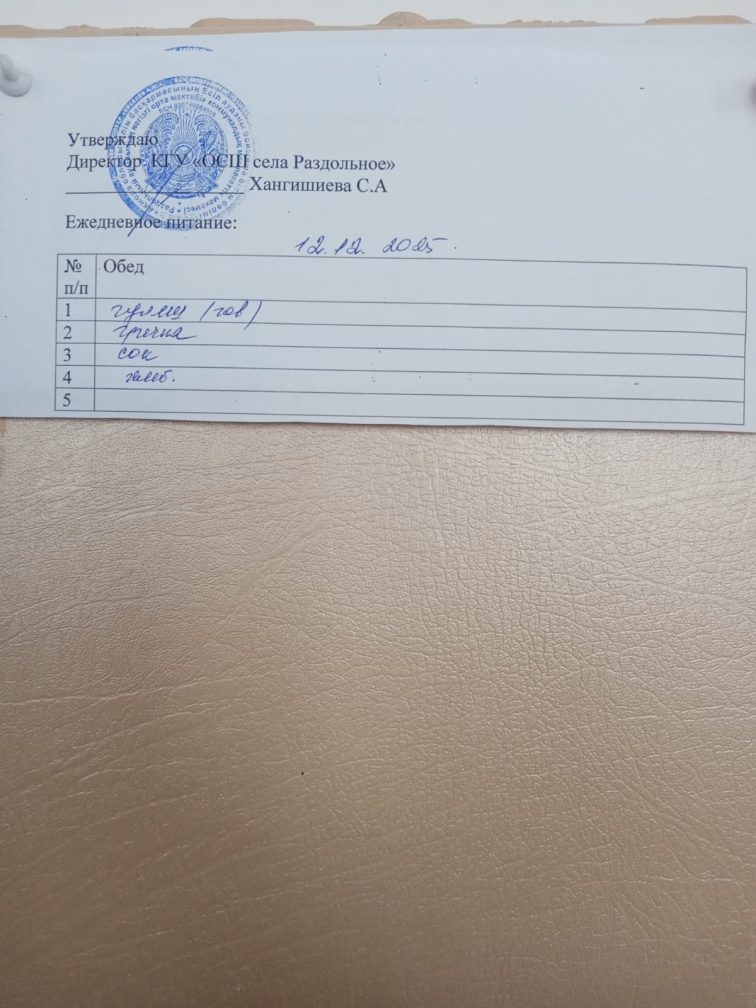 Утверждаю
Директор КГУ «ОСШ села Раздольное»
Хангишиева С.А
Ежедневное питание:
12.12. 2025.
№ п/п Обед
1 гуляш (гов)
2 гречка
3 сок
4 хлеб.
5